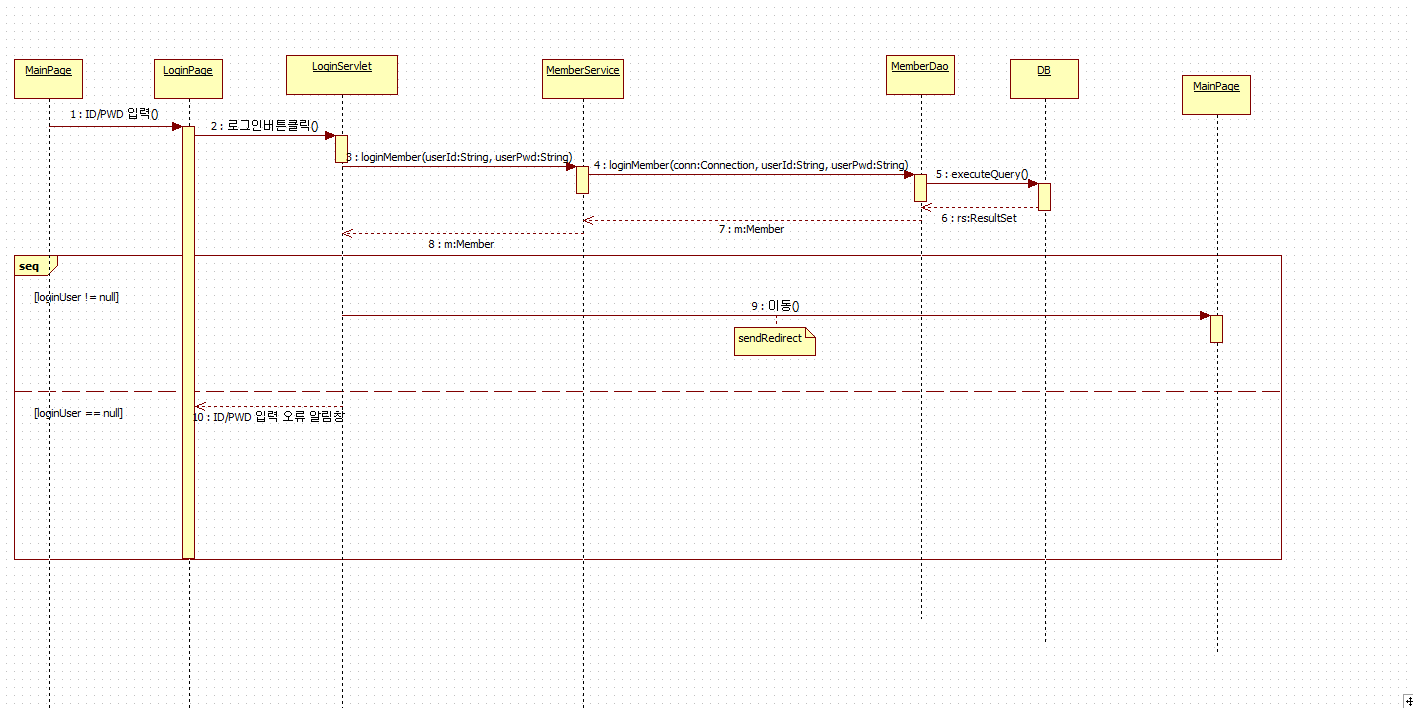 MainPage
LoginPage
LoginServlet
MemberService
MemberDao
DB
MainPage
1 : ID/PWD 입력()
2 : 로그인버튼클릭()
3 : loginMember(userId:String, userPwd:String)
4 : loginMember(conn:Connection, userId:String, userPwd:String)
5 : executeQuery()
6 : rs:ResultSet
7 : m:Member
8 : m:Member
seq
[loginUser != null]
9 : 이동()
sendRedirect
[loginUser == null]
10 : ID/PWD 입력 오류 알림창